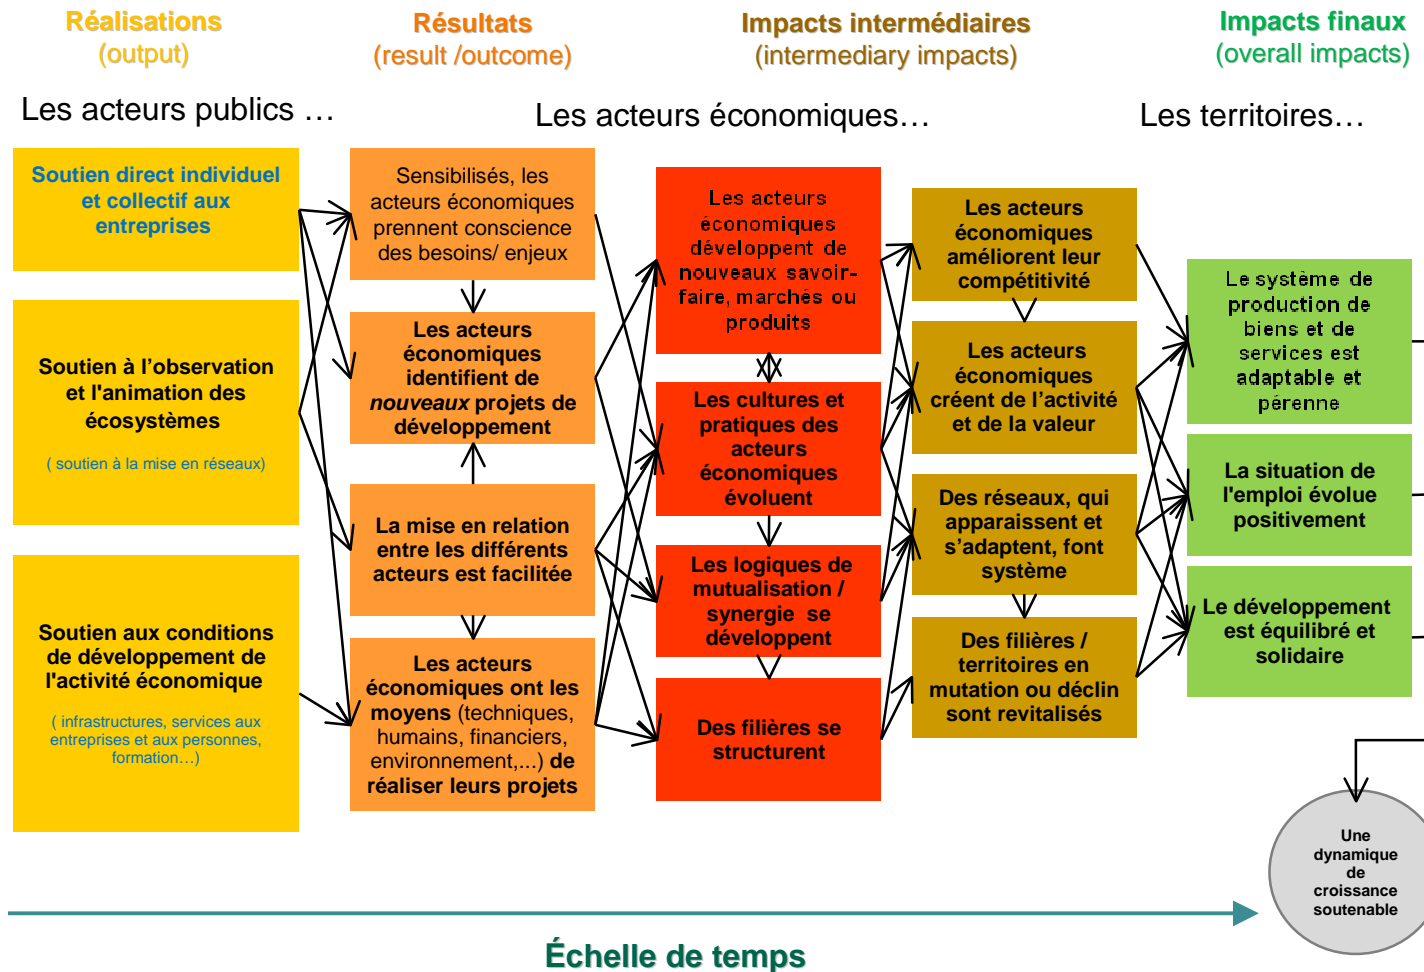 Réalisations
(output)
Résultats
(result /outcome)
Impacts intermédiaires
(intermediary impacts)
Impacts finaux
(overall impacts)
Les acteurs publics …
Les acteurs économiques…
Les territoires…
Soutien direct individuel
et collectif aux
entreprises
Soutien à l’observation
et l'animation des
écosystèmes
( soutien à la mise en réseaux)
Soutien aux conditions
de développement de
l'activité économique
( infrastructures, services aux
entreprises et aux personnes,
formation…)
Sensibilisés, les
acteurs économiques
prennent conscience
des besoins/ enjeux
Les acteurs
économiques
identifient de
nouveaux projets de
développement
La mise en relation
entre les différents
acteurs est facilitée
Les acteurs
économiques ont les
moyens (techniques,
humains, financiers,
environnement,...) de
réaliser leurs projets
Les acteurs
économiques
développent de
nouveaux savoir-
faire, marchés ou
produits
Les cultures et
pratiques des
acteurs
économiques
évoluent
Les logiques de
mutualisation /
synergie se
développent
Des filières se
structurent
Les acteurs
économiques
améliorent leur
compétitivité
Les acteurs
économiques
créent de l’activité
et de la valeur
Des réseaux, qui
apparaissent et
s’adaptent, font
système
Des filières /
territoires en
mutation ou déclin
sont revitalisés
Le système de
production de
biens et de
services est
adaptable et
pérenne
La situation de
l'emploi évolue
positivement
Le développement
est équilibré et
solidaire
Une
dynamique
de
croissance
soutenable
Échelle de temps